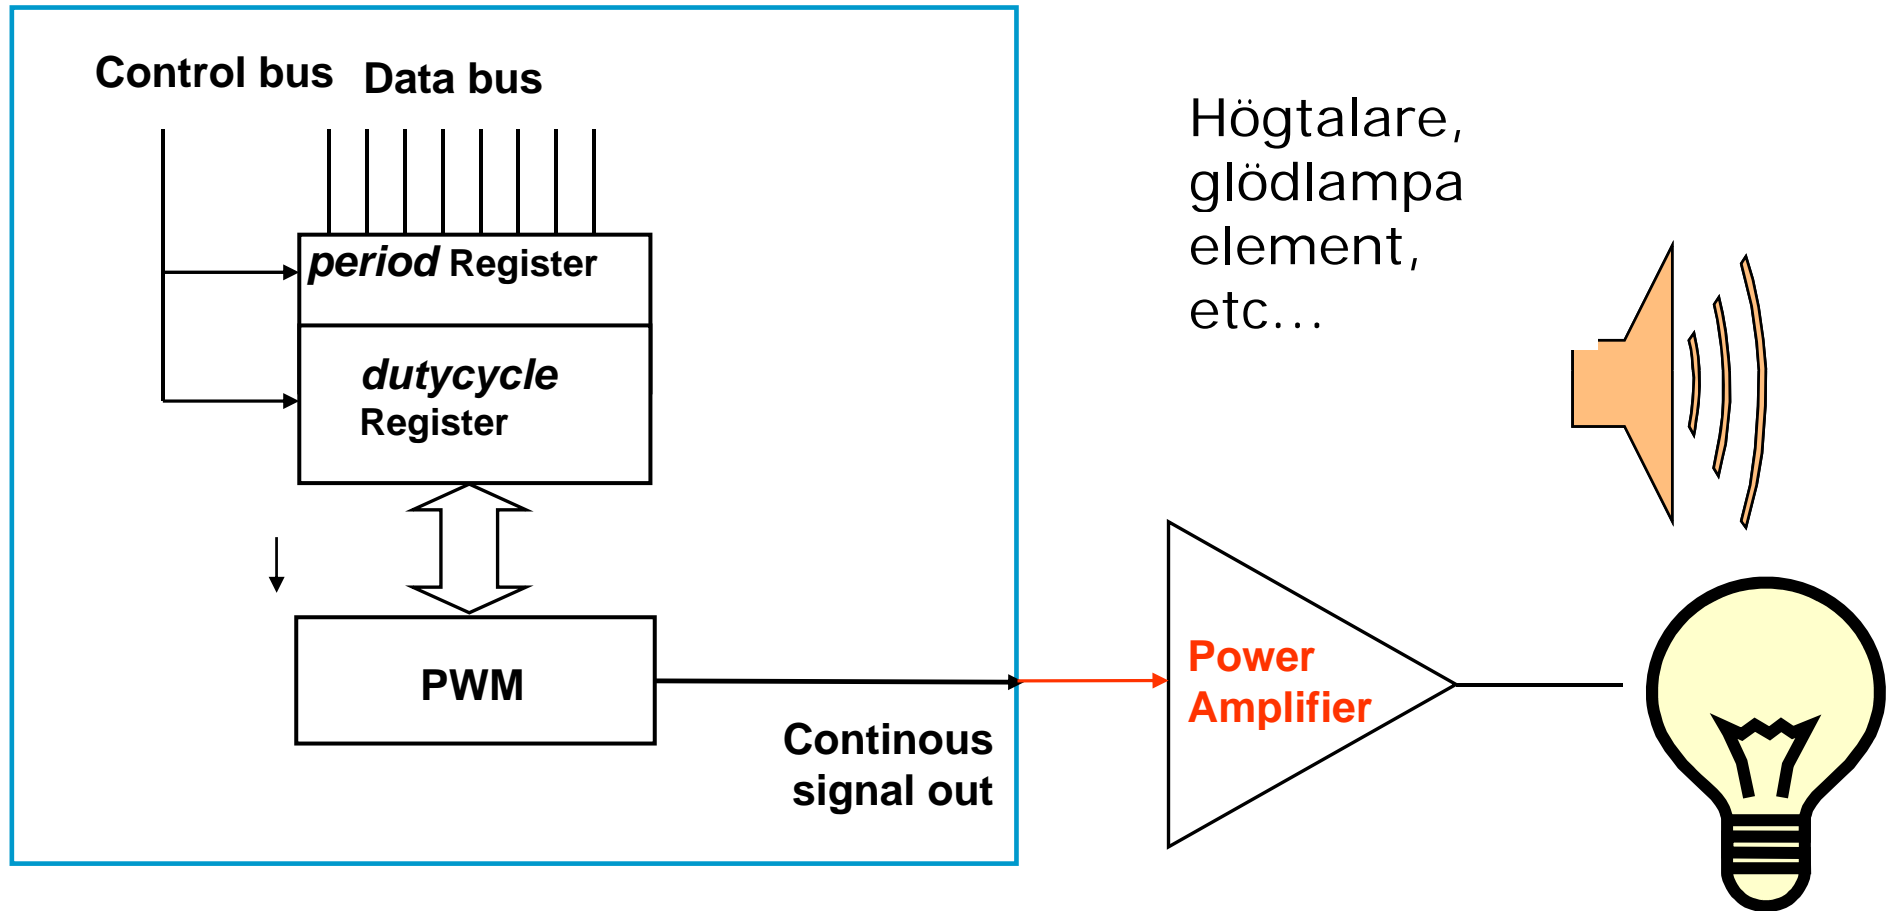 Control bus
Data bus
period Register
dutycycle
Register
PWM
Continous
signal out
Högtalare,
glödlampa
element,
etc...
Power
Amplifier